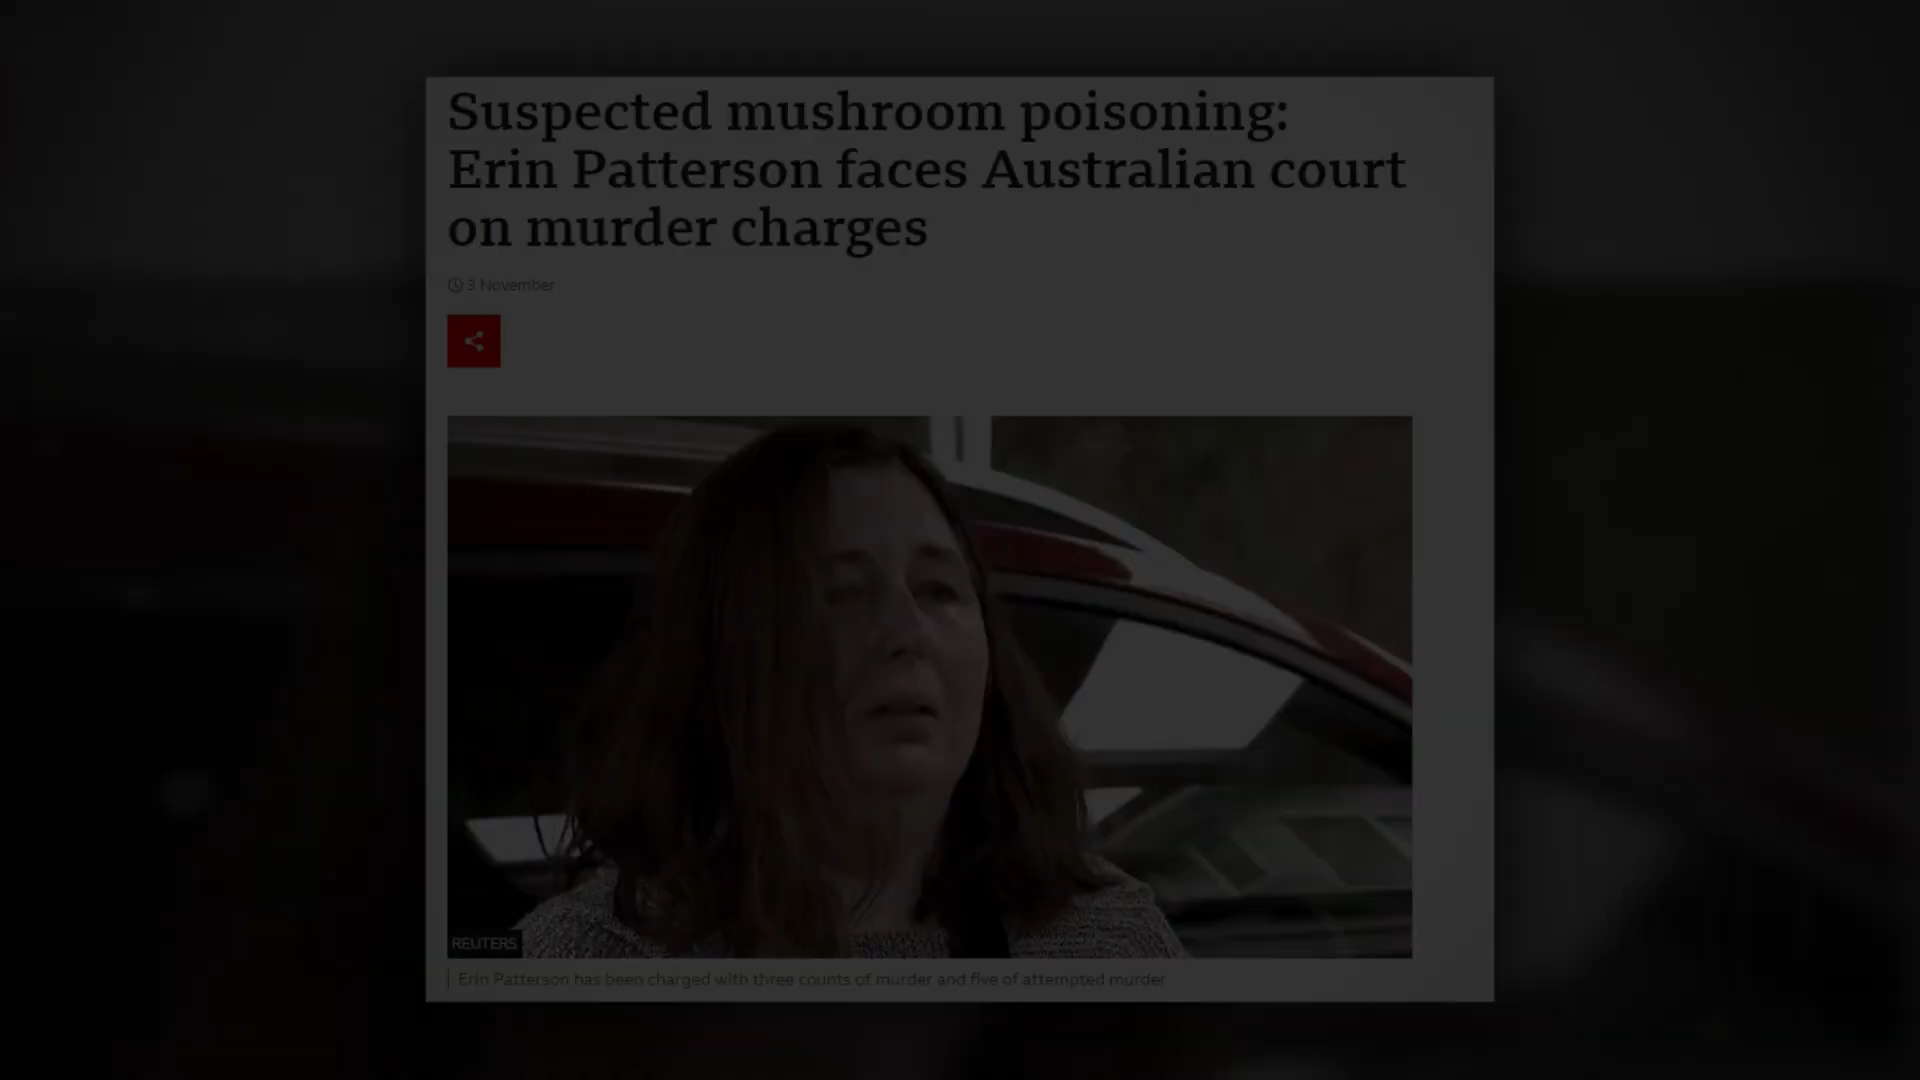 Suspected mushroom poisoning:
Erin Patterson faces Australian court
on murder charges
3 November
REUTERS
Erin Patterson has been charged with three counts of murder and five of attempted murder